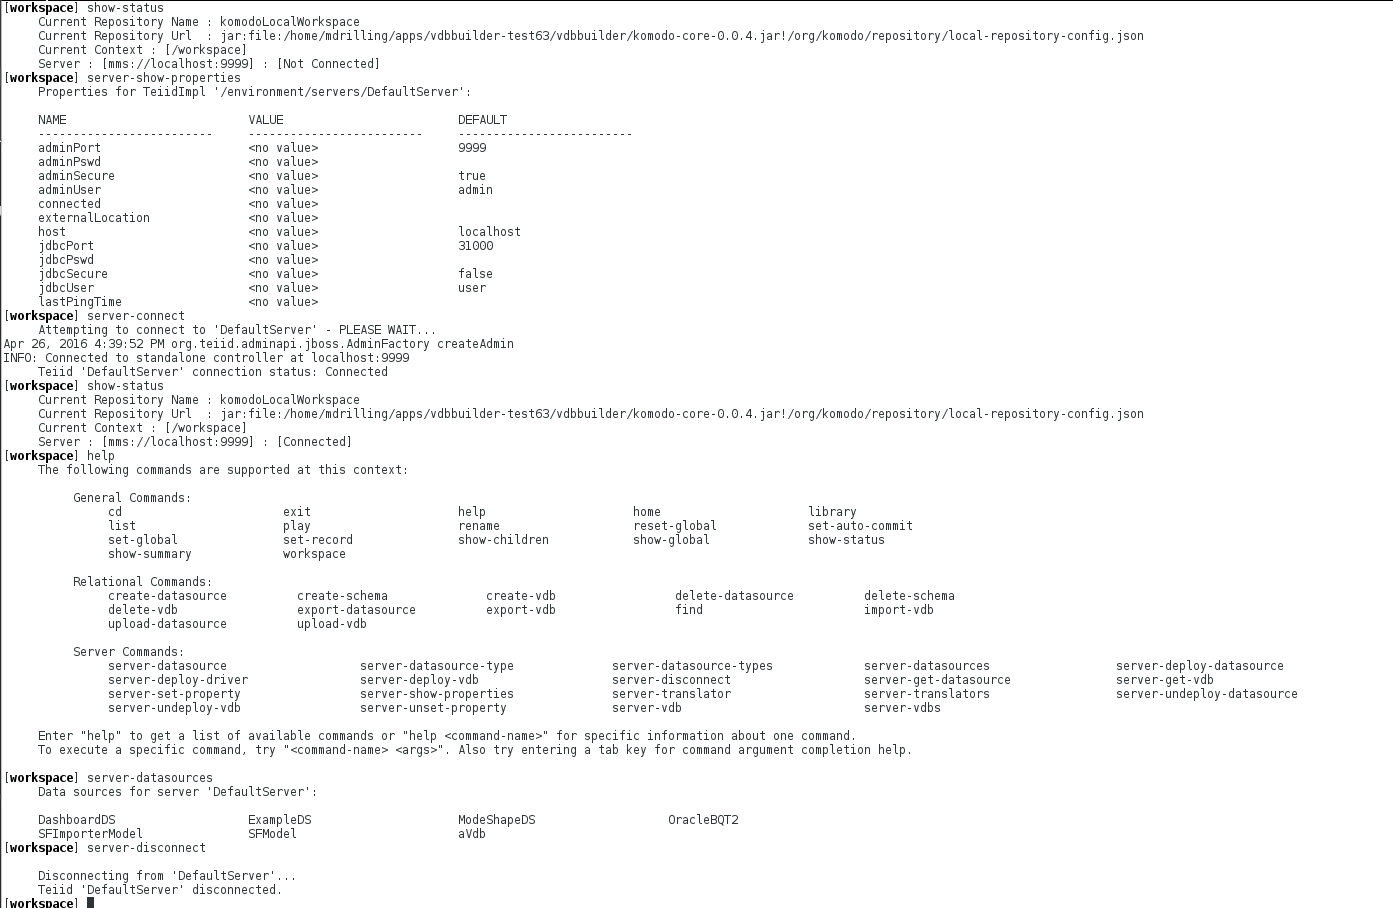 [workspace] show-status
Current Repository Name : komodoLocalWorkspace
Current Repository Url  : jar:file:/home/mdrilling/apps/vdbbuilder-test63/vdbbuilder/komodo-core-0.0.4.jar!/org/komodo/repository/local-repository-config.json
Current Context : [/workspace]
Server : [mms://localhost:9999] : [Not Connected]
[workspace] server-show-properties
Properties for TeiidImpl '/environment/servers/DefaultServer':
NAME VALUE DEFAULT
------------------------- ------------------------- -------------------------
adminPort <no value> 9999
adminPswd <no value>
adminSecure <no value> true
adminUser <no value> admin
connected <no value>
externalLocation <no value>
host <no value> localhost
jdbcPort <no value> 31000
jdbcPswd <no value>
jdbcSecure <no value> false
jdbcUser <no value> user
lastPingTime <no value>
[workspace] server-connect
Attempting to connect to 'DefaultServer' - PLEASE WAIT...
Apr 26, 2016 4:39:52 PM org.teiid.adminapi.jboss.AdminFactory createAdmin
INFO: Connected to standalone controller at localhost:9999
Teiid 'DefaultServer' connection status: Connected
[workspace] show-status
Current Repository Name : komodoLocalWorkspace
Current Repository Url  : jar:file:/home/mdrilling/apps/vdbbuilder-test63/vdbbuilder/komodo-core-0.0.4.jar!/org/komodo/repository/local-repository-config.json
Current Context : [/workspace]
Server : [mms://localhost:9999] : [Connected]
[workspace] help
The following commands are supported at this context:
General Commands:
cd exit help home library
list play rename reset-global set-auto-commit
set-global set-record show-children show-global show-status
show-summary workspace
Relational Commands:
create-datasource create-schema create-vdb delete-datasource delete-schema
delete-vdb export-datasource export-vdb find import-vdb
upload-datasource upload-vdb
Server Commands:
server-datasource server-datasource-type server-datasource-types server-datasources server-deploy-datasource
server-deploy-driver server-deploy-vdb server-disconnect server-get-datasource server-get-vdb
server-set-property server-show-properties server-translator server-translators server-undeploy-datasource
server-undeploy-vdb server-unset-property server-vdb server-vdbs
Enter "help" to get a list of available commands or "help <command-name>" for specific information about one command.
To execute a specific command, try "<command-name> <args>". Also try entering a tab key for command argument completion help.
[workspace] server-datasources
Data sources for server 'DefaultServer':
DashboardDS ExampleDS ModeShapeDS OracleBQT2
SFImporterModel SFModel aVdb
[workspace] server-disconnect
Disconnecting from 'DefaultServer'...
Teiid 'DefaultServer' disconnected.
[workspace]